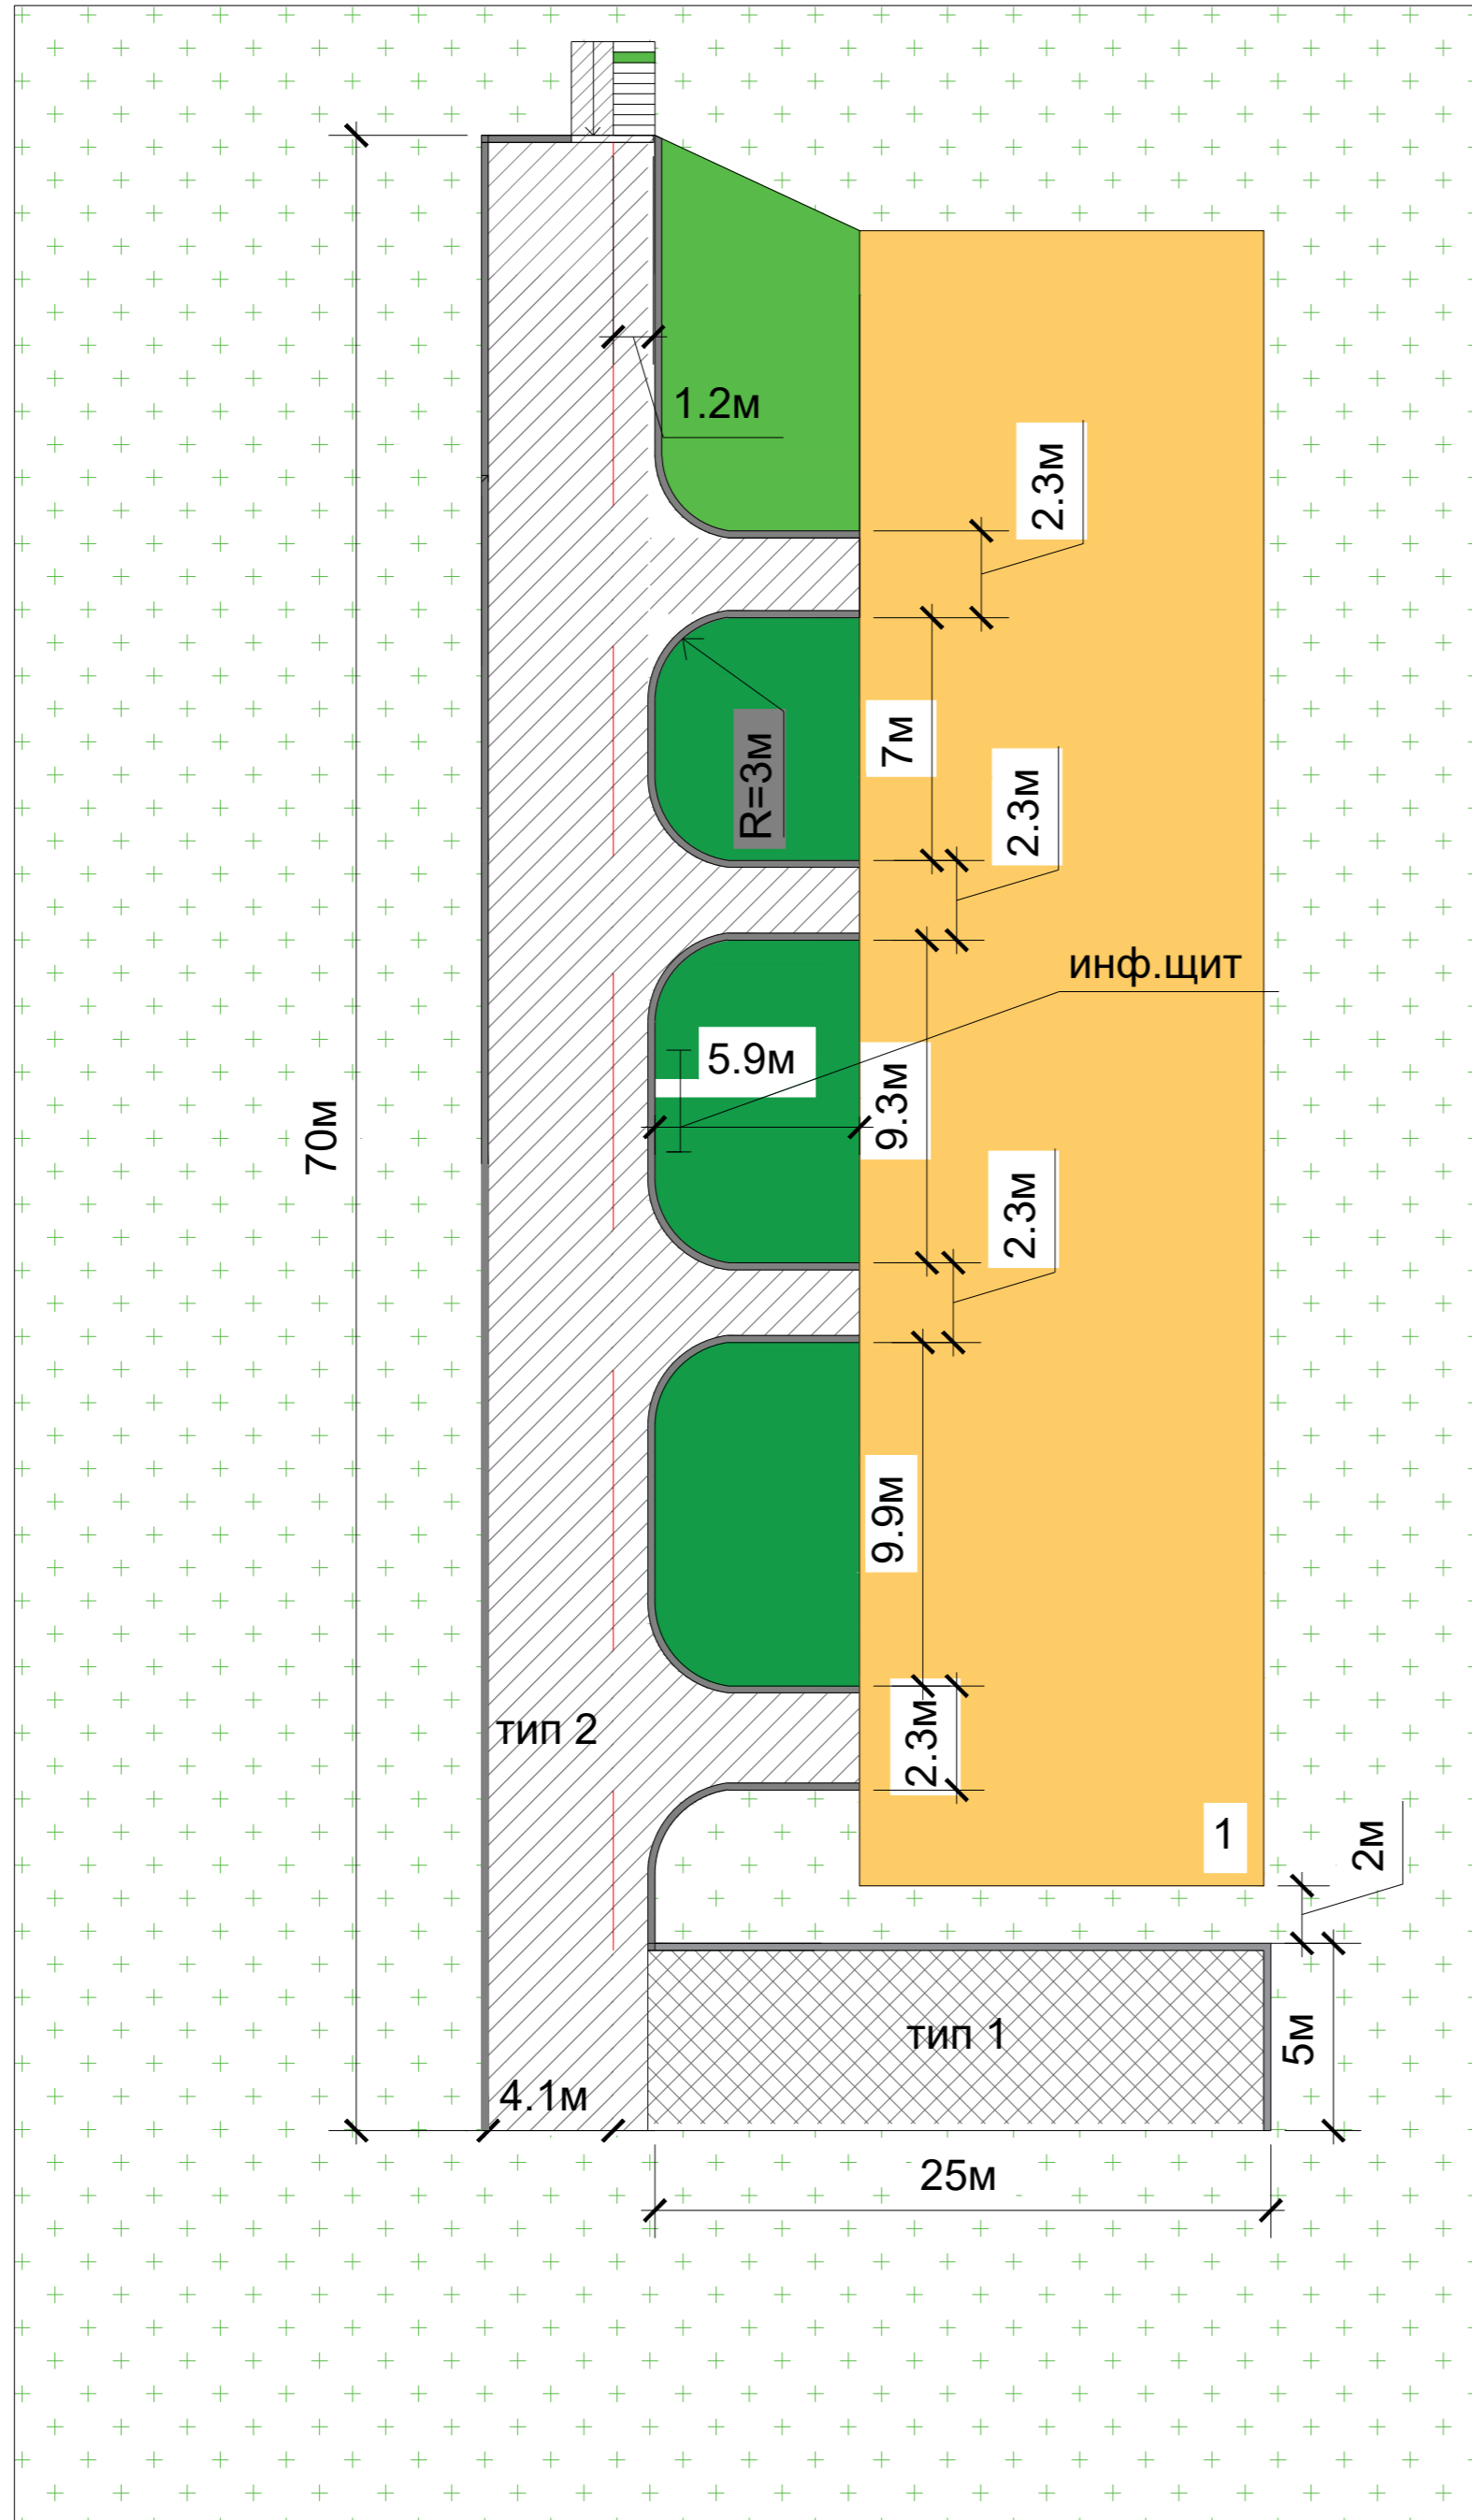 1.2м
2.3м
7м
R=3м
2.3м
инф.щит
5.9м
9.3м
70м
2.3м
9.9м
тип 2
2.3м
1
2м
тип 1
5м
4.1м
25м